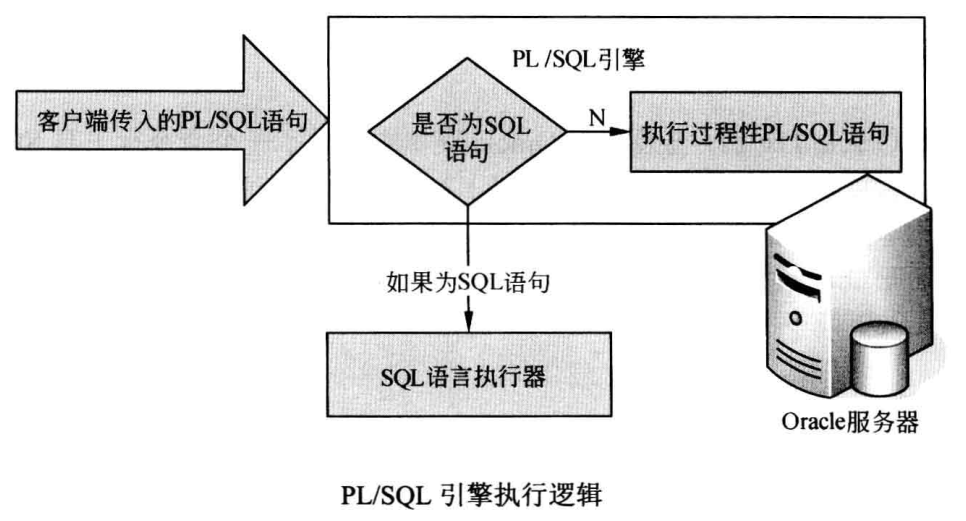 PL/SQL引擎
客户端传入的PL/SQL语句
是否为SQL
语句
N
执行过程性PL/SQL语句
如果为SQL语句
SQL语言执行器
Oracle服务器
PL/SQL 引擎执行逻辑